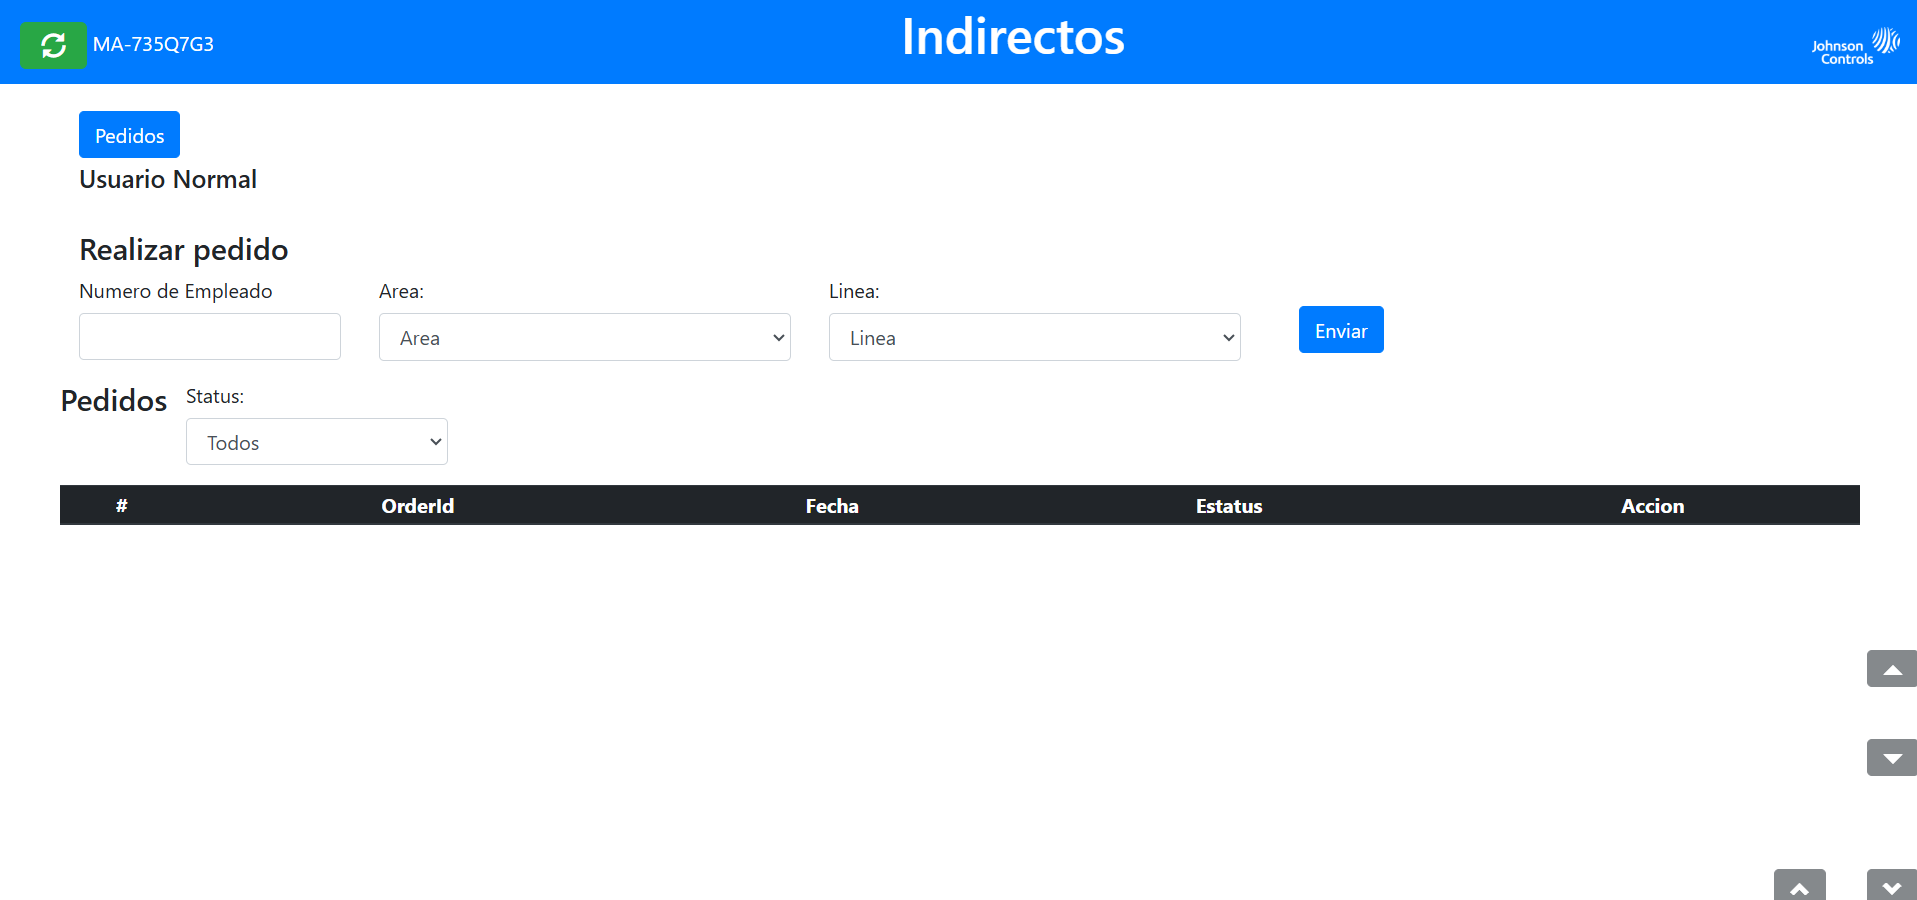 MA-735Q7G3
Indirectos
Johnson
Controls
Pedidos
Usuario Normal
Realizar pedido
Numero de Empleado
Area:
Linea:
Area
Linea
Enviar
Pedidos
Status:
Todos
# OrderId Fecha Estatus Accion